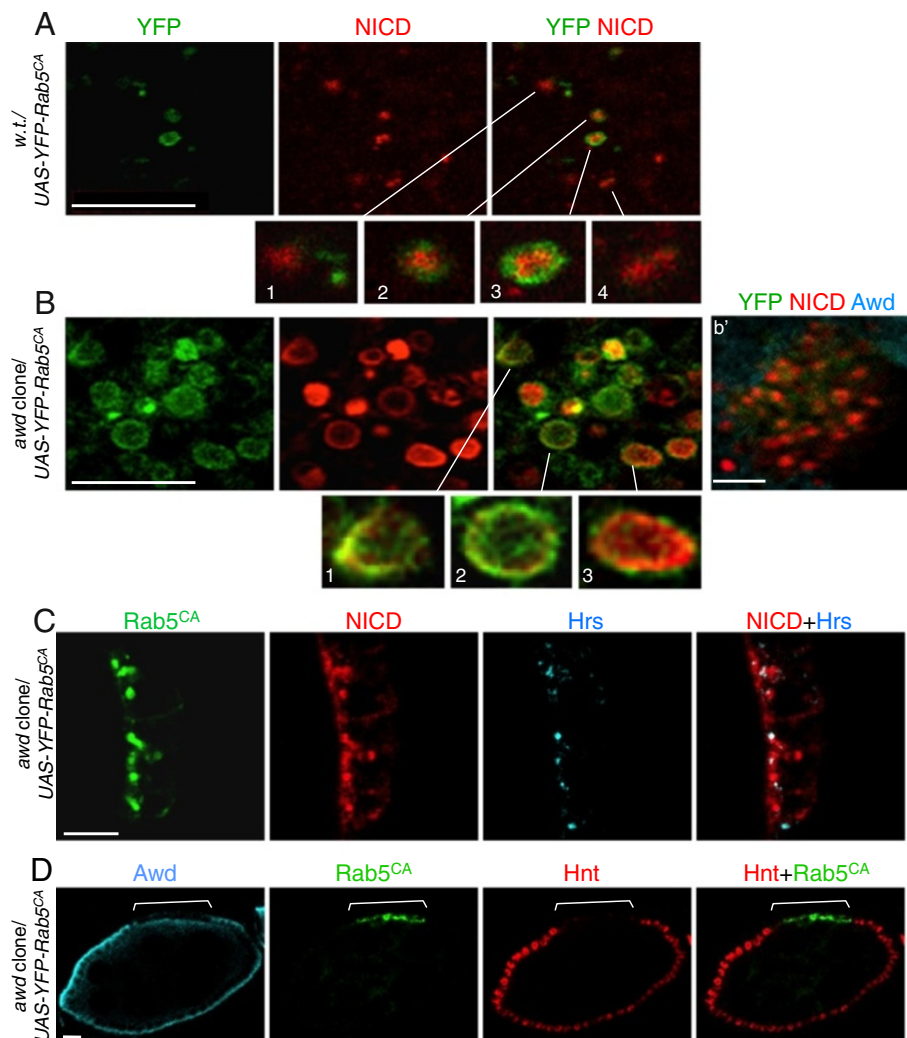 A
YFP
NICD
YFP NICD
w.t./
UAS-YFP-Rab5CA
1
2
3
4
B
YFP NICD Awd
awd clone/
UAS-YFP-Rab5CA
b'
1
2
3
C
Rab5CA
NICD
Hrs
NICD+Hrs
awd clone/
UAS-YFP-Rab5CA
D
Awd
Rab5CA
Hnt
Hnt+Rab5CA
awd clone/
UAS-YFP-Rab5CA